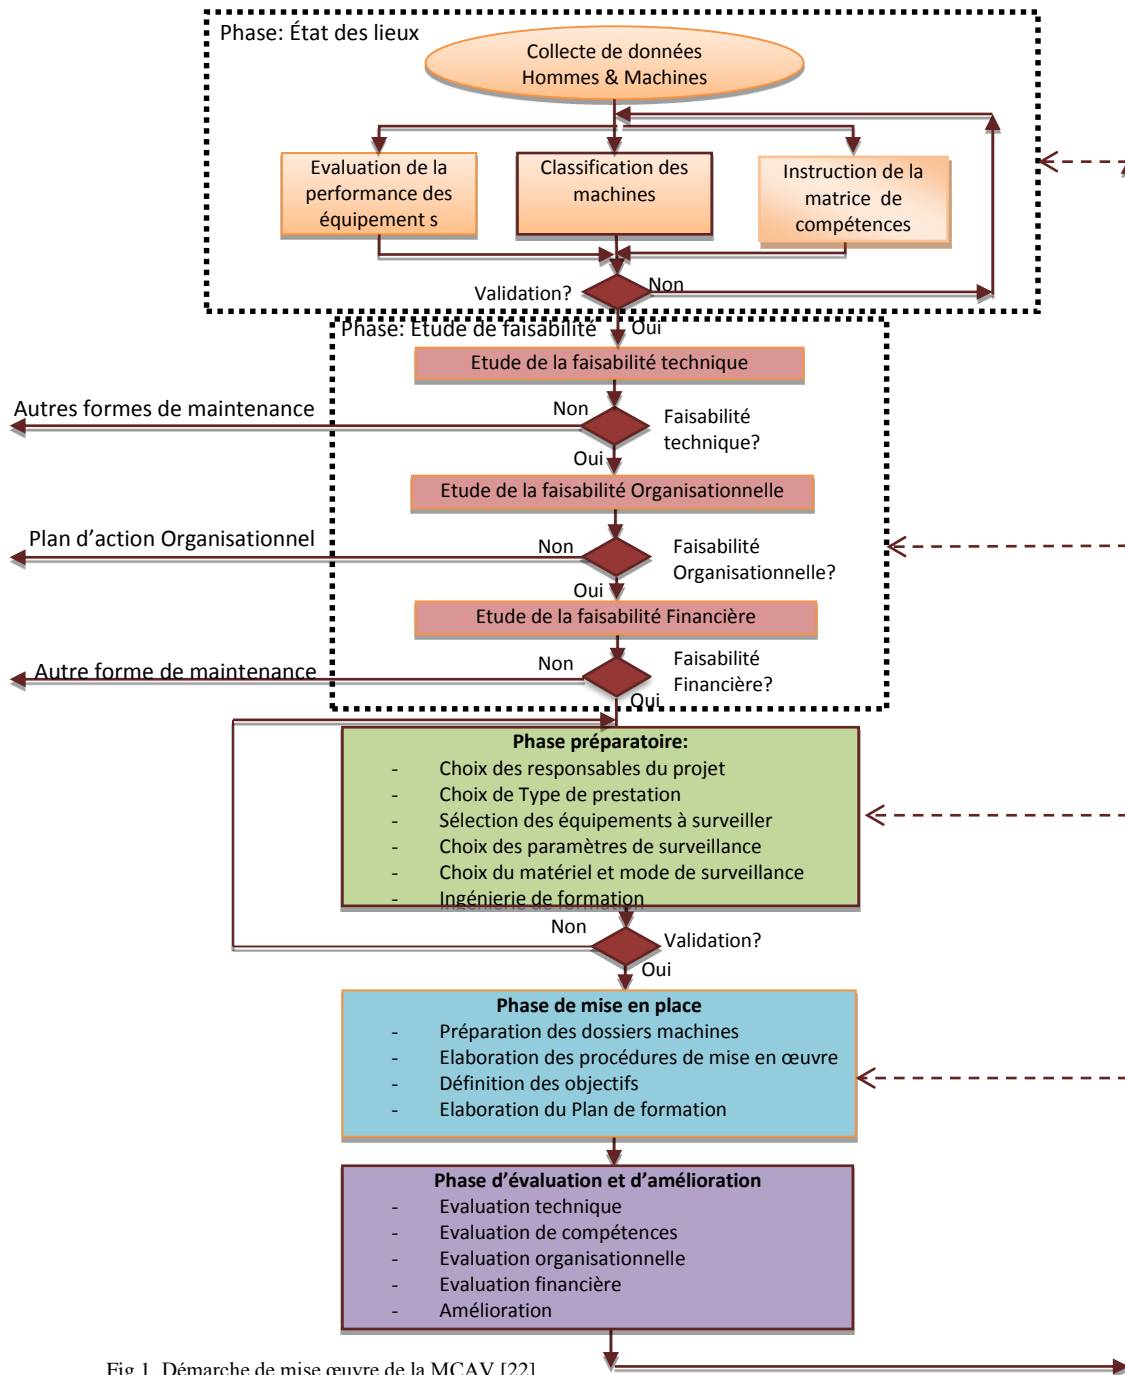 Phase: État des lieux
Collecte de données
Hommes & Machines
Evaluation de la
performance des
équipement s
Classification des
machines
Instruction de la
matrice de
compétences
Validation?
Non
Oui
Phase: Etude de faisabilité
Etude de la faisabilité technique
Autres formes de maintenance
Non
Faisabilité
technique?
Oui
Etude de la faisabilité Organisationnelle
Plan d’action Organisationnel
Non
Faisabilité
Organisationnelle?
Oui
Etude de la faisabilité Financière
Autre forme de maintenance
Non
Faisabilité
Financière?
Oui
Phase préparatoire:
- Choix des responsables du projet
- Choix de Type de prestation
- Sélection des équipements à surveiller
- Choix des paramètres de surveillance
- Choix du matériel et mode de surveillance
- Ingénierie de formation
Non
Validation?
Oui
Phase de mise en place
- Préparation des dossiers machines
- Elaboration des procédures de mise en œuvre
- Définition des objectifs
- Elaboration du Plan de formation
Phase d’évaluation et d’amélioration
- Evaluation technique
- Evaluation de compétences
- Evaluation organisationnelle
- Evaluation financière
- Amélioration
Fig 1. Démarche de mise œuvre de la MCAV [22]